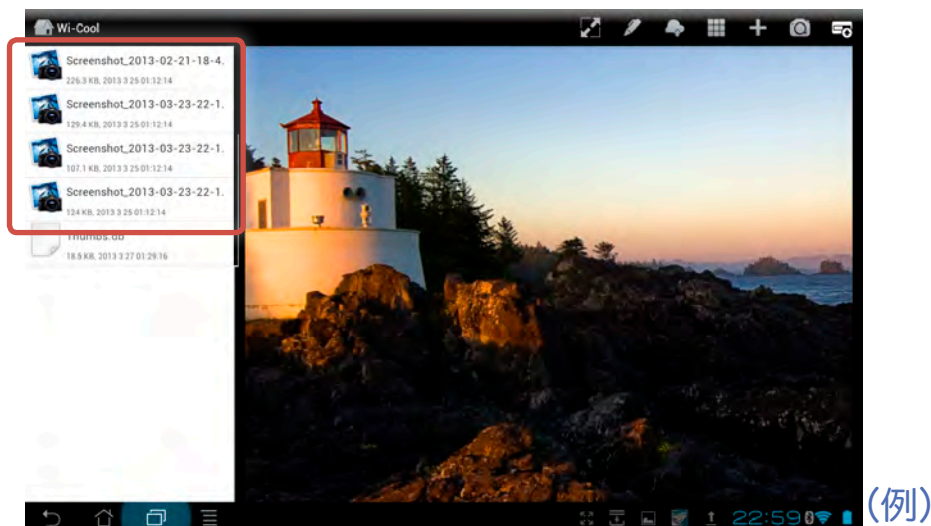 Wi-Cool
Screenshot_2013-02-21-18-4.
226.3 KB, 2013 3 25 01:12:14
Screenshot_2013-03-23-22-1.
129.4 KB, 2013 3 25 01:12:14
Screenshot_2013-03-23-22-1.
107.1 KB, 2013 3 25 01:12:14
Screenshot_2013-03-23-22-1.
124 KB, 2013 3 25 01:12:14
Thumbs.db
18.5 KB, 2013 3 27 01:29:16
22:59
(例)